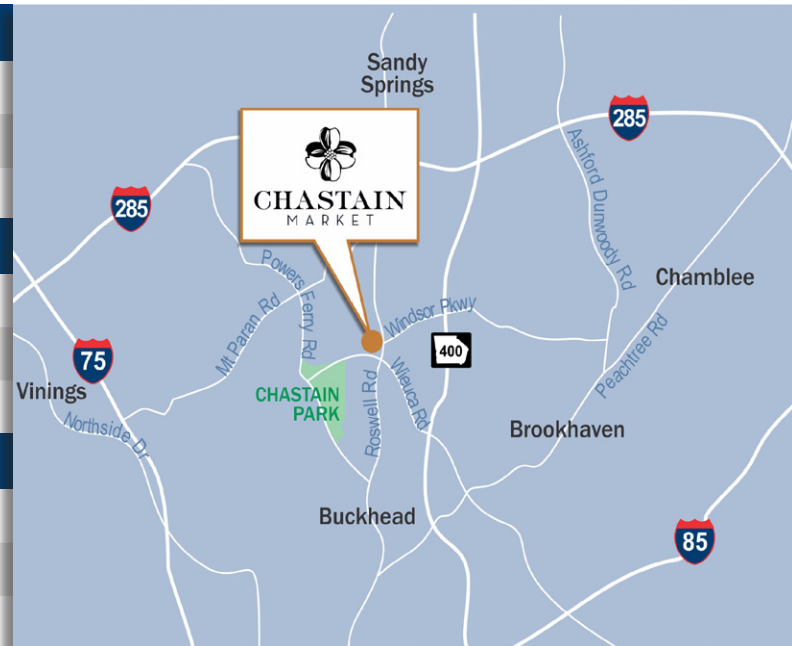 Sandy
Springs
285
285
CHASTAIN
MARKET
Ashford Dunwoody Rd
Chamblee
Powers Ferry Rd
Mt Paran Rd
Windsor Pkwy
400
Peachtree Rd
75
Vinings
CHASTAIN
PARK
Roswell Rd
Wieuca Rd
Northside Dr
Brookhaven
Buckhead
85